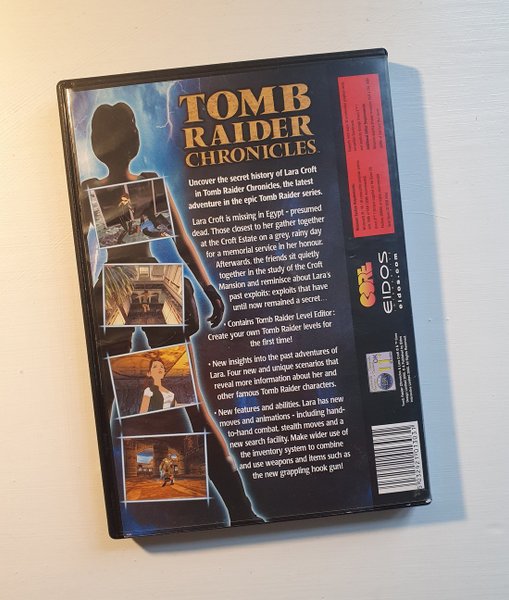 TOMB
RAIDER
CHRONICLES
Uncover the secret history of Lara Croft
in Tomb Raider Chronicles, the latest
adventure in the epic Tomb Raider series.
Lara Croft is missing in Egypt - presumed
dead. Those closest to her gather together
at the Croft Estate on a grey, rainy day
for a memorial service in her honour.
Afterwards, the friends sit quietly
together in the study of the Croft
Mansion and reminisce about Lara's
past exploits: exploits that have
until now remained a secret...
• Contains Tomb Raider Level Editor:
Create your own Tomb Raider levels for
the first time!
• New insights into the past adventures of
Lara. Four new and unique scenarios that
reveal more information about her and
other famous Tomb Raider characters.
• New features and abilities. Lara has new
moves and animations - including hand-
to-hand combat, stealth moves and a
new search facility. Make wider use of
the inventory system to combine
and use weapons and items such as
the new grappling hook gun!
CORE
EIDOS
eidos.com